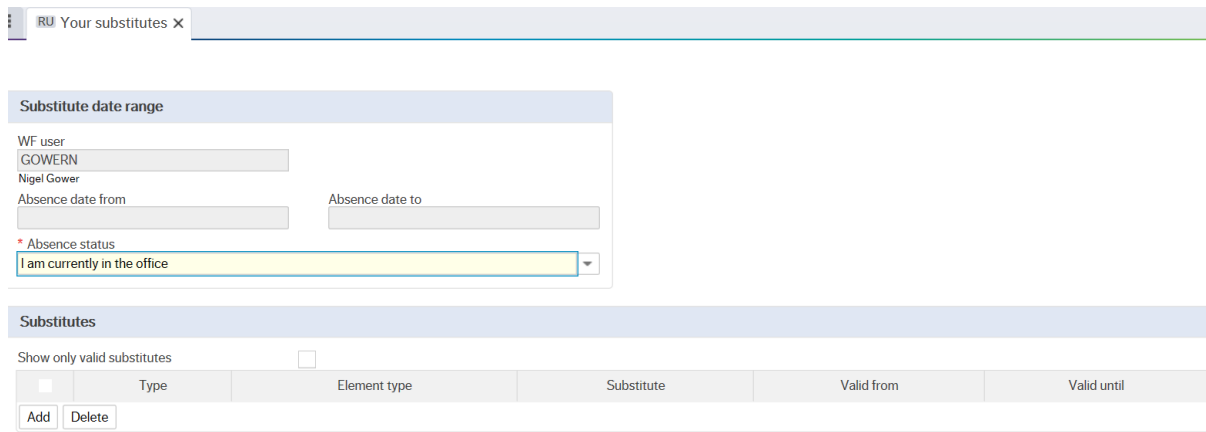 RU Your substitutes
Substitute date range
WF user
GOWERN
Nigel Gower
Absence date from Absence date to
* Absence status
I am currently in the office
Substitutes
Show only valid substitutes
Type Element type Substitute Valid from Valid until
Add Delete